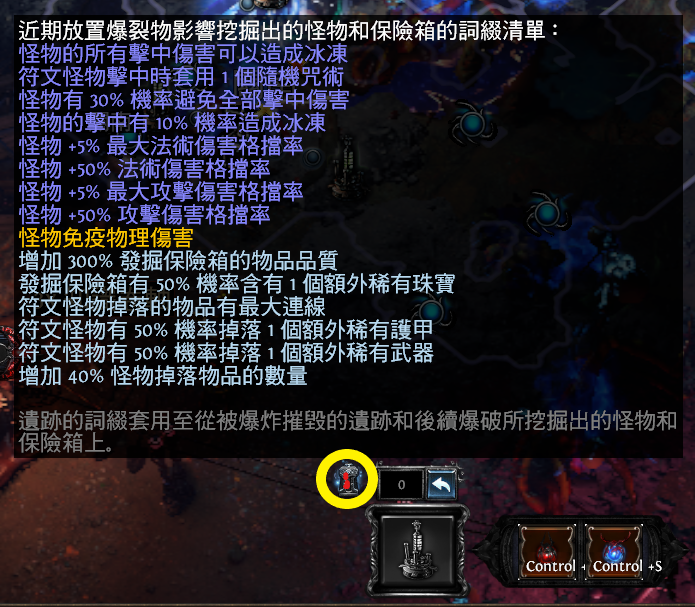 近期放置爆裂物影響挖掘出的怪物和保險箱的詞綴清單：
怪物的所有擊中傷害可以造成冰凍
符文怪物擊中時套用 1 個隨機咒術
怪物有 30% 機率避免全部擊中傷害
怪物的擊中有 10% 機率造成冰凍
怪物 +5% 最大法術傷害格擋率
怪物 +50% 法術傷害格擋率
怪物 +5% 最大攻擊傷害格擋率
怪物 +50% 攻擊傷害格擋率
怪物免疫物理傷害
增加 300% 發掘保險箱的物品品質
發掘保險箱有 50% 機率含有 1 個額外稀有珠寶
符文怪物掉落的物品有最大連線
符文怪物有 50% 機率掉落 1 個額外稀有護甲
符文怪物有 50% 機率掉落 1 個額外稀有武器
增加 40% 怪物掉落物品的數量
遺跡的詞綴套用至從被爆炸摧毀的遺跡和後續爆破所挖掘出的怪物和
保險箱上。
0
Control + Control +S